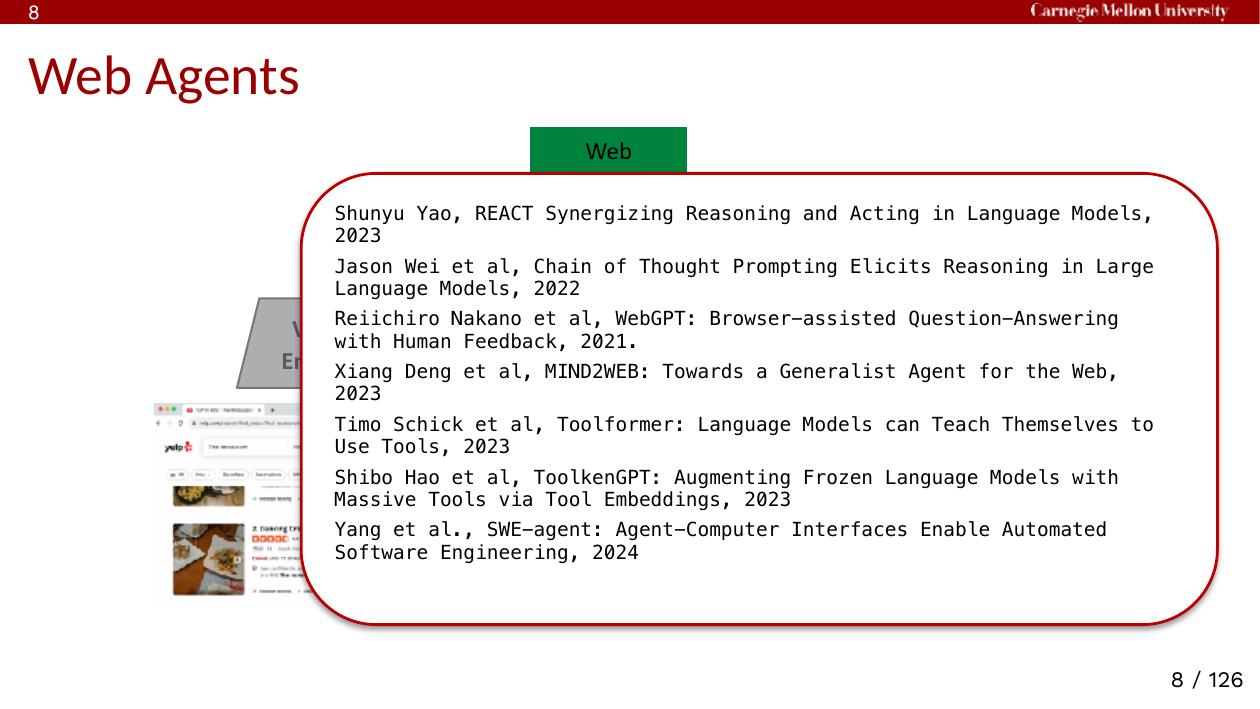 8
Carnegie Mellon University
Web Agents
Web
Shunyu Yao, REACT Synergizing Reasoning and Acting in Language Models,
2023
Jason Wei et al, Chain of Thought Prompting Elicits Reasoning in Large
Language Models, 2022
Reiichiro Nakano et al, WebGPT: Browser-assisted Question-Answering
with Human Feedback, 2021.
Xiang Deng et al, MIND2WEB: Towards a Generalist Agent for the Web,
2023
Timo Schick et al, Toolformer: Language Models can Teach Themselves to
Use Tools, 2023
Shibo Hao et al, ToolkenGPT: Augmenting Frozen Language Models with
Massive Tools via Tool Embeddings, 2023
Yang et al., SWE-agent: Agent-Computer Interfaces Enable Automated
Software Engineering, 2024
yelp
8 / 126